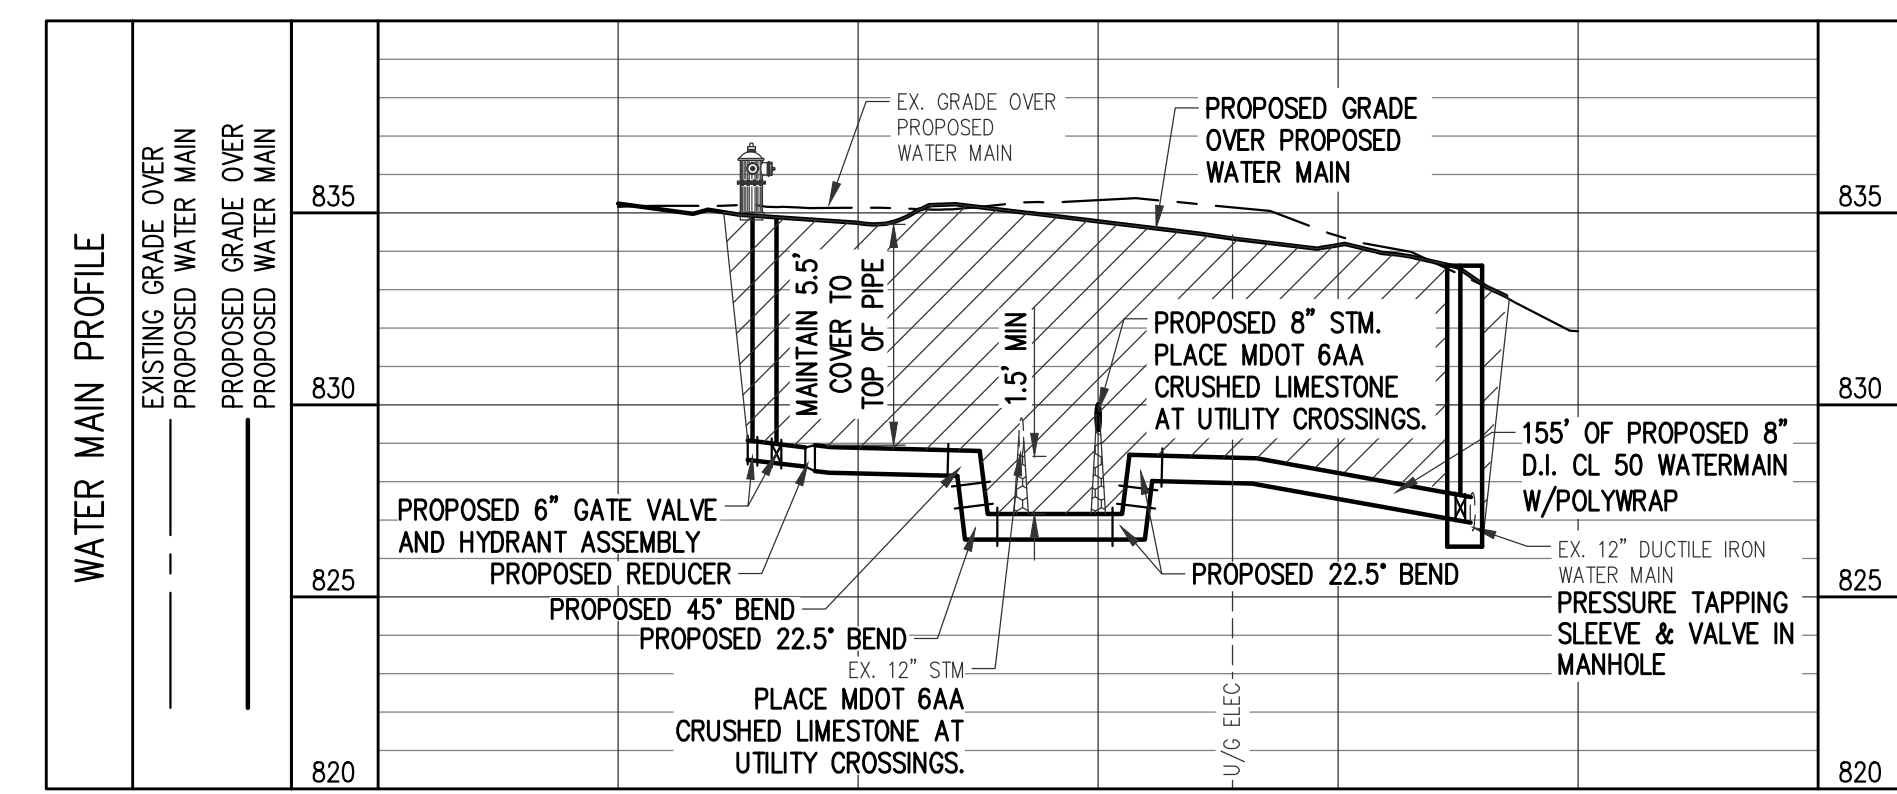 WATER MAIN PROFILE
EXISTING GRADE OVER
PROPOSED WATER MAIN
PROPOSED GRADE OVER
PROPOSED WATER MAIN
835
830
825
820
EX. GRADE OVER
PROPOSED
WATER MAIN
PROPOSED GRADE
OVER PROPOSED
WATER MAIN
MAINTAIN 5.5'
COVER TO
TOP OF PIPE
1.5' MIN
PROPOSED 8" STM.
PLACE MDOT 6AA
CRUSHED LIMESTONE
AT UTILITY CROSSINGS.
155' OF PROPOSED 8"
D.I. CL 50 WATERMAIN
W/POLYWRAP
PROPOSED 6" GATE VALVE
AND HYDRANT ASSEMBLY
PROPOSED REDUCER
PROPOSED 45° BEND
PROPOSED 22.5° BEND
EX. 12" STM
PLACE MDOT 6AA
CRUSHED LIMESTONE AT
UTILITY CROSSINGS.
PROPOSED 22.5° BEND
U/G ELEC
EX. 12" DUCTILE IRON
WATER MAIN
PRESSURE TAPPING
SLEEVE & VALVE IN
MANHOLE
835
830
825
820